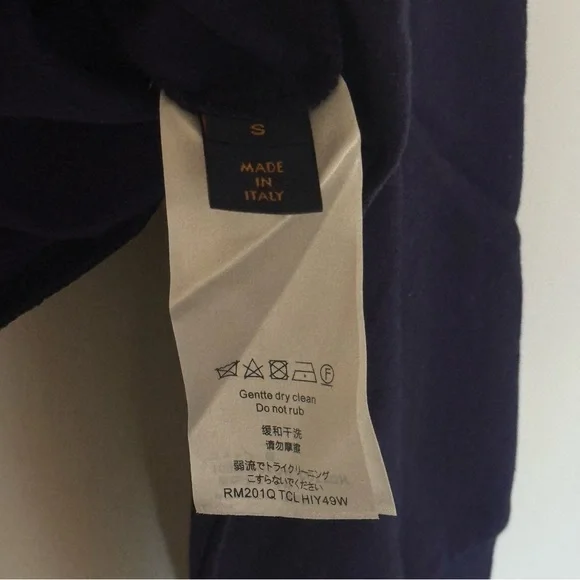 S
MADE
IN
ITALY
F
Gentte dry clean
Do not rub
缓和干洗
请勿摩擦
弱流でトライクリーニング
こすらないでください
RM201Q TCL HIY49W